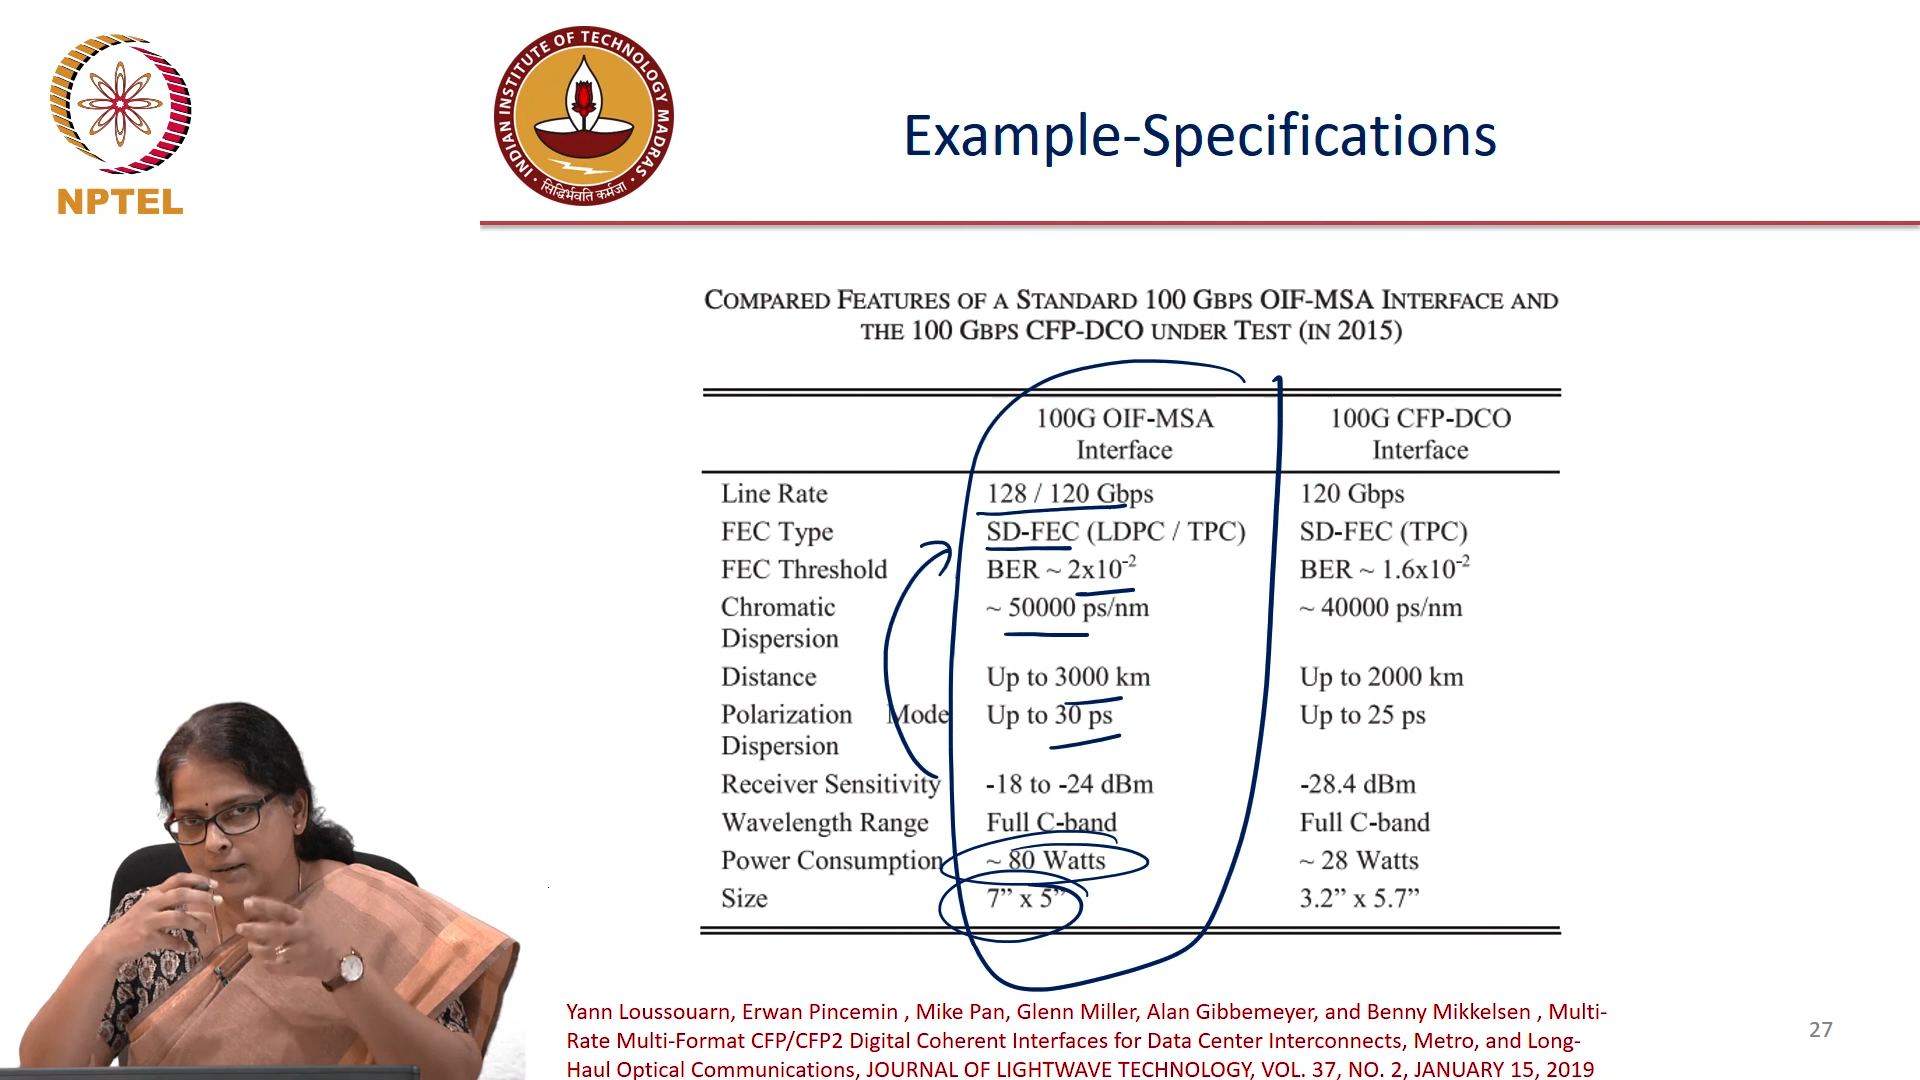 NPTEL
INDIAN INSTITUTE OF TECHNOLOGY MADRAS
सिद्धिर्भवति कर्मजा
Example-Specifications
COMPARED FEATURES OF A STANDARD 100 GBPS OIF-MSA INTERFACE AND
THE 100 GBPS CFP-DCO UNDER TEST (IN 2015)
100G OIF-MSA Interface 100G CFP-DCO Interface
Line Rate 128 / 120 Gbps 120 Gbps
FEC Type SD-FEC (LDPC / TPC) SD-FEC (TPC)
FEC Threshold BER ~ 2x10⁻² BER ~ 1.6x10⁻²
Chromatic Dispersion ~ 50000 ps/nm ~ 40000 ps/nm
Distance Up to 3000 km Up to 2000 km
Polarization Mode Dispersion Up to 30 ps Up to 25 ps
Receiver Sensitivity -18 to -24 dBm -28.4 dBm
Wavelength Range Full C-band Full C-band
Power Consumption ~ 80 Watts ~ 28 Watts
Size 7” x 5” 3.2” x 5.7”
Yann Loussouarn, Erwan Pincemin , Mike Pan, Glenn Miller, Alan Gibbemeyer, and Benny Mikkelsen , Multi-
Rate Multi-Format CFP/CFP2 Digital Coherent Interfaces for Data Center Interconnects, Metro, and Long-
Haul Optical Communications, JOURNAL OF LIGHTWAVE TECHNOLOGY, VOL. 37, NO. 2, JANUARY 15, 2019
27